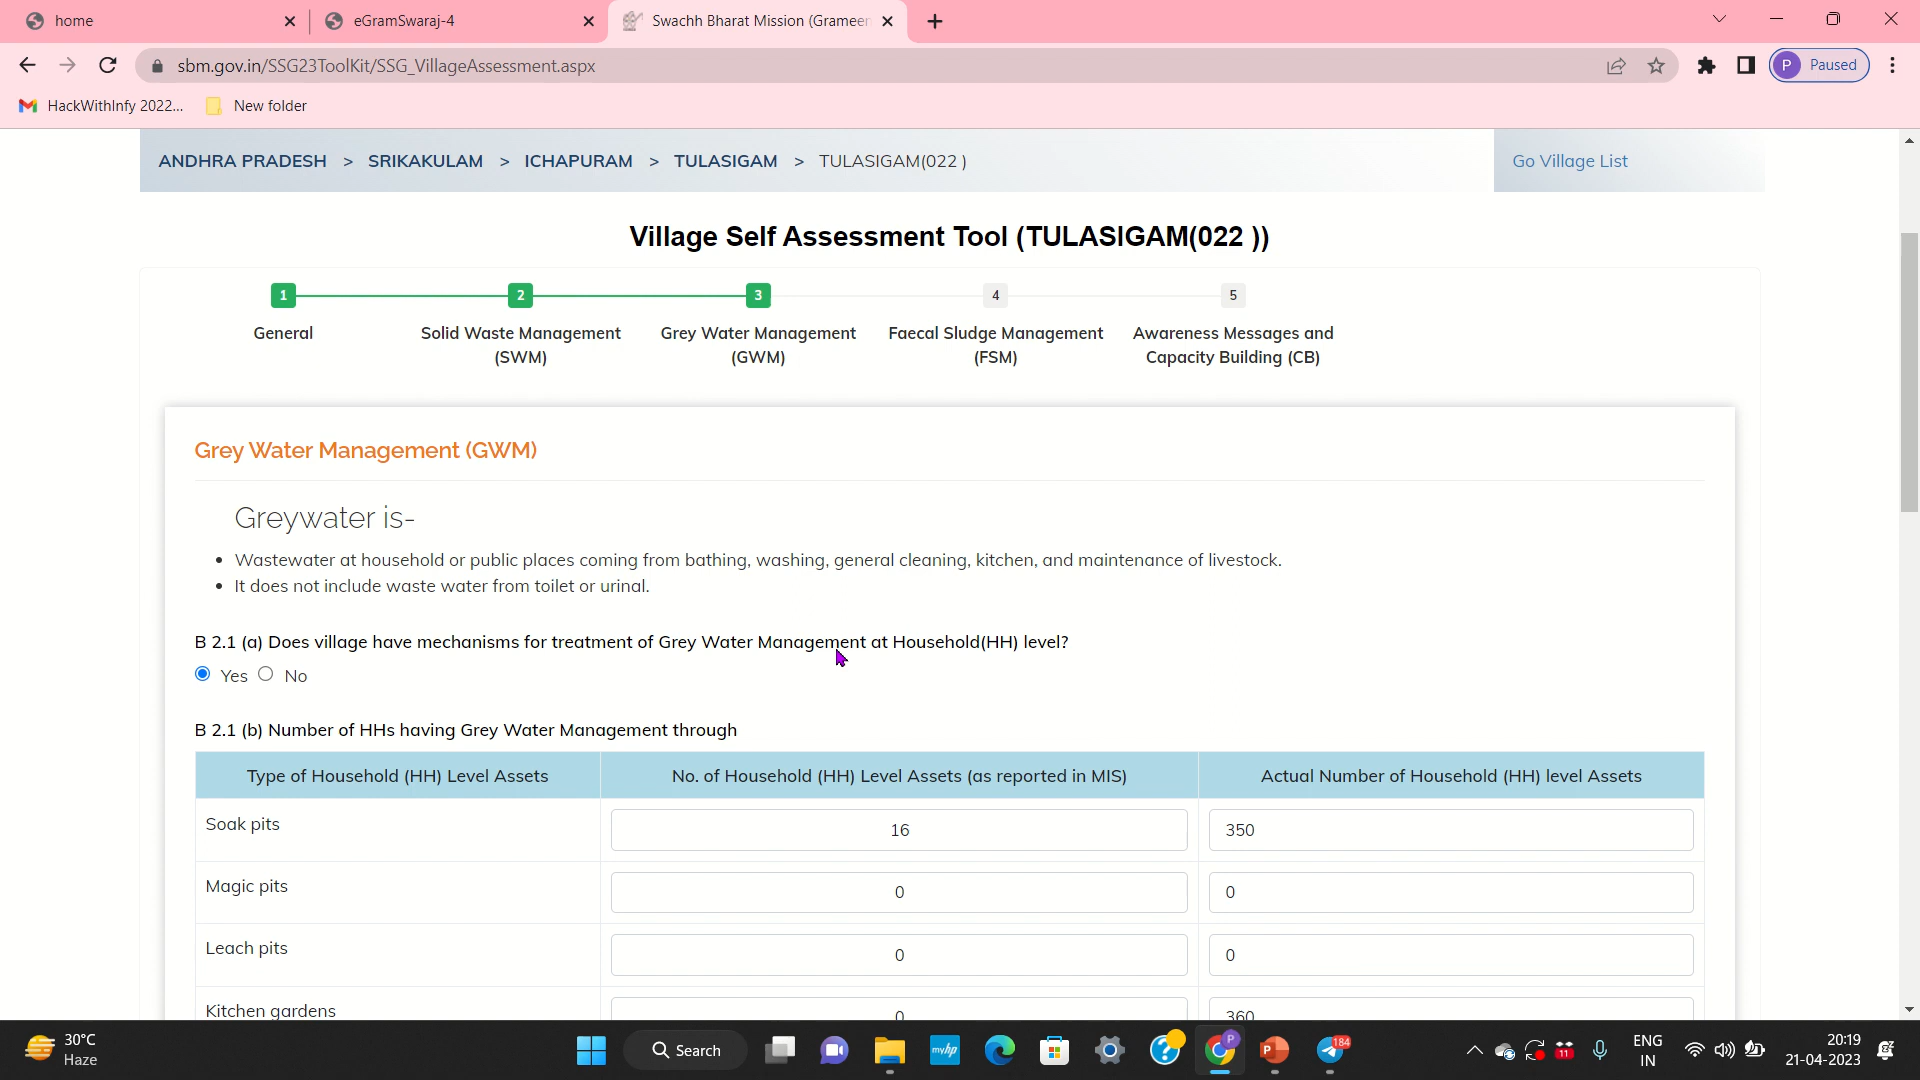 home
eGramSwaraj-4
Swachh Bharat Mission (Grameen
sbm.gov.in/SSG23ToolKit/SSG_VillageAssessment.aspx
P Paused
HackWithInfy 2022...
New folder
ANDHRA PRADESH > SRIKAKULAM > ICHAPURAM > TULASIGAM > TULASIGAM(022 )
Go Village List
Village Self Assessment Tool (TULASIGAM(022 ))
1 2 3 4 5
General
Solid Waste Management (SWM)
Grey Water Management (GWM)
Faecal Sludge Management (FSM)
Awareness Messages and Capacity Building (CB)
Grey Water Management (GWM)
Greywater is-
• Wastewater at household or public places coming from bathing, washing, general cleaning, kitchen, and maintenance of livestock.
• It does not include waste water from toilet or urinal.
B 2.1 (a) Does village have mechanisms for treatment of Grey Water Management at Household(HH) level?
Yes No
B 2.1 (b) Number of HHs having Grey Water Management through
Type of Household (HH) Level Assets No. of Household (HH) Level Assets (as reported in MIS) Actual Number of Household (HH) level Assets
Soak pits 16 350
Magic pits 0 0
Leach pits 0 0
Kitchen gardens 0 360
30°C
Haze
Search
myhp
P
184
11
ENG
IN
20:19
21-04-2023